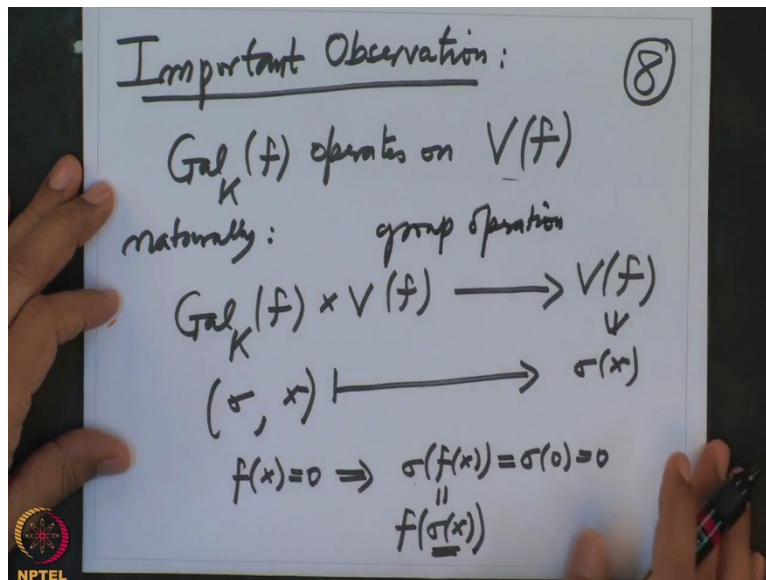 Important Observation: ⑧
Gal_K(f) operates on V(f)
naturally: group operation
Gal_K(f) × V(f) ⟶ V(f)
(σ, x) ⟼ σ(x)
f(x)=0 ⇒ σ(f(x))=σ(0)=0
f(σ(x))
NPTEL